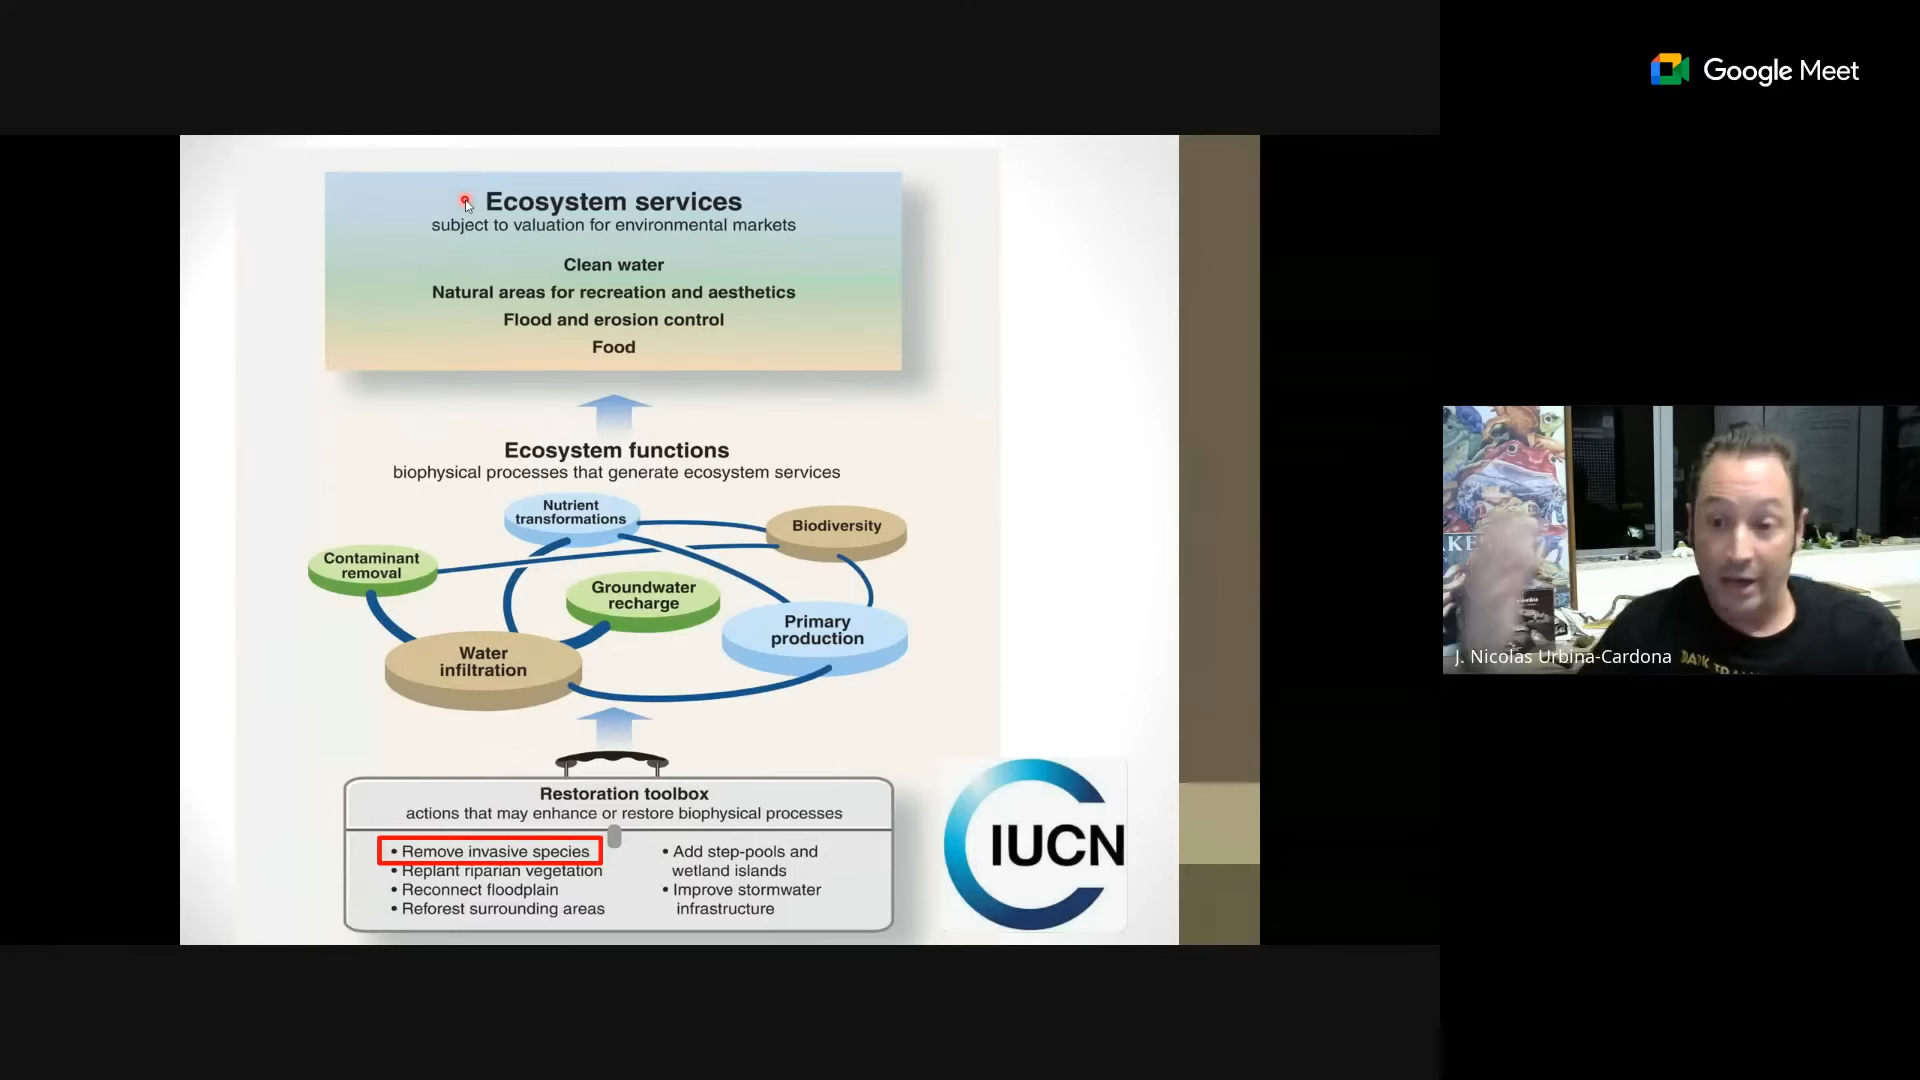 Google Meet
Ecosystem services
subject to valuation for environmental markets
Clean water
Natural areas for recreation and aesthetics
Flood and erosion control
Food
Ecosystem functions
biophysical processes that generate ecosystem services
Nutrient
transformations
Biodiversity
Contaminant
removal
Groundwater
recharge
Primary
production
Water
infiltration
Restoration toolbox
actions that may enhance or restore biophysical processes
• Remove invasive species
• Replant riparian vegetation
• Reconnect floodplain
• Reforest surrounding areas
• Add step-pools and
wetland islands
• Improve stormwater
infrastructure
IUCN
J. Nicolas Urbina-Cardona